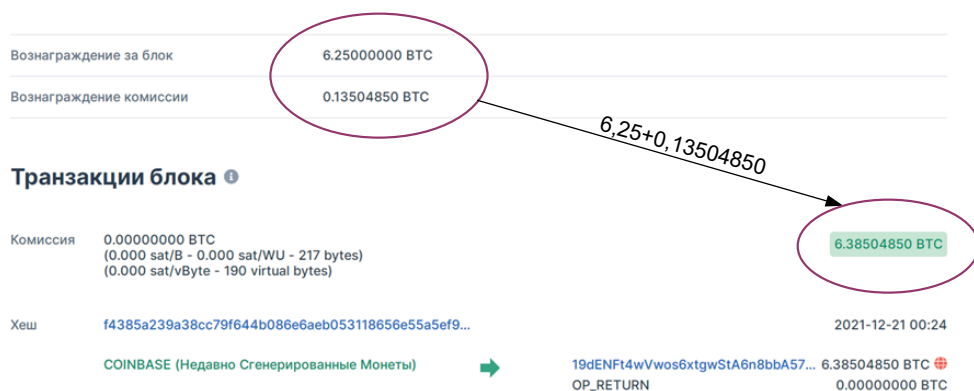 Вознаграждение за блок 6.25000000 BTC
Вознаграждение комиссии 0.13504850 BTC
6,25+0,13504850
Транзакции блока
Комиссия 0.00000000 BTC 6.38504850 BTC
(0.000 sat/B - 0.000 sat/WU - 217 bytes)
(0.000 sat/vByte - 190 virtual bytes)
Хеш f4385a239a38cc79f644b086e6aeb053118656e55a5ef9... 2021-12-21 00:24
COINBASE (Недавно Сгенерированные Монеты) 19dENFt4wVwos6xtgwStA6n8bbA57... 6.38504850 BTC
OP_RETURN 0.00000000 BTC